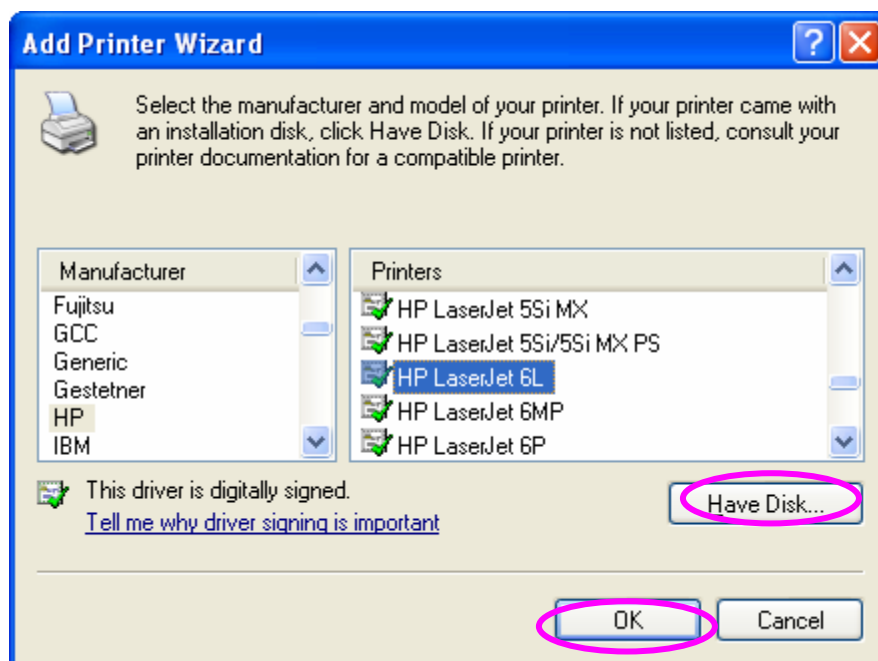 Add Printer Wizard
Select the manufacturer and model of your printer. If your printer came with
an installation disk, click Have Disk. If your printer is not listed, consult your
printer documentation for a compatible printer.
Manufacturer
Fujitsu
GCC
Generic
Gestetner
HP
IBM
Printers
HP LaserJet 5Si MX
HP LaserJet 5Si/5Si MX PS
HP LaserJet 6L
HP LaserJet 6MP
HP LaserJet 6P
This driver is digitally signed.
Tell me why driver signing is important
Have Disk...
OK
Cancel